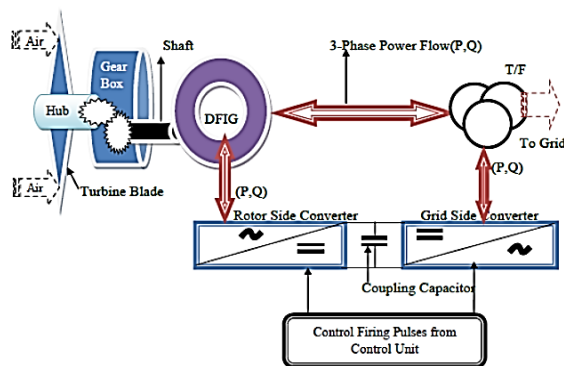 Air
Shaft
3-Phase Power Flow(P,Q)
T/F
Gear
Box
Hub
DFIG
To Grid
Air
Turbine Blade
(P,Q)
(P,Q)
Rotor Side Converter
Grid Side Converter
Coupling Capacitor
Control Firing Pulses from
Control Unit